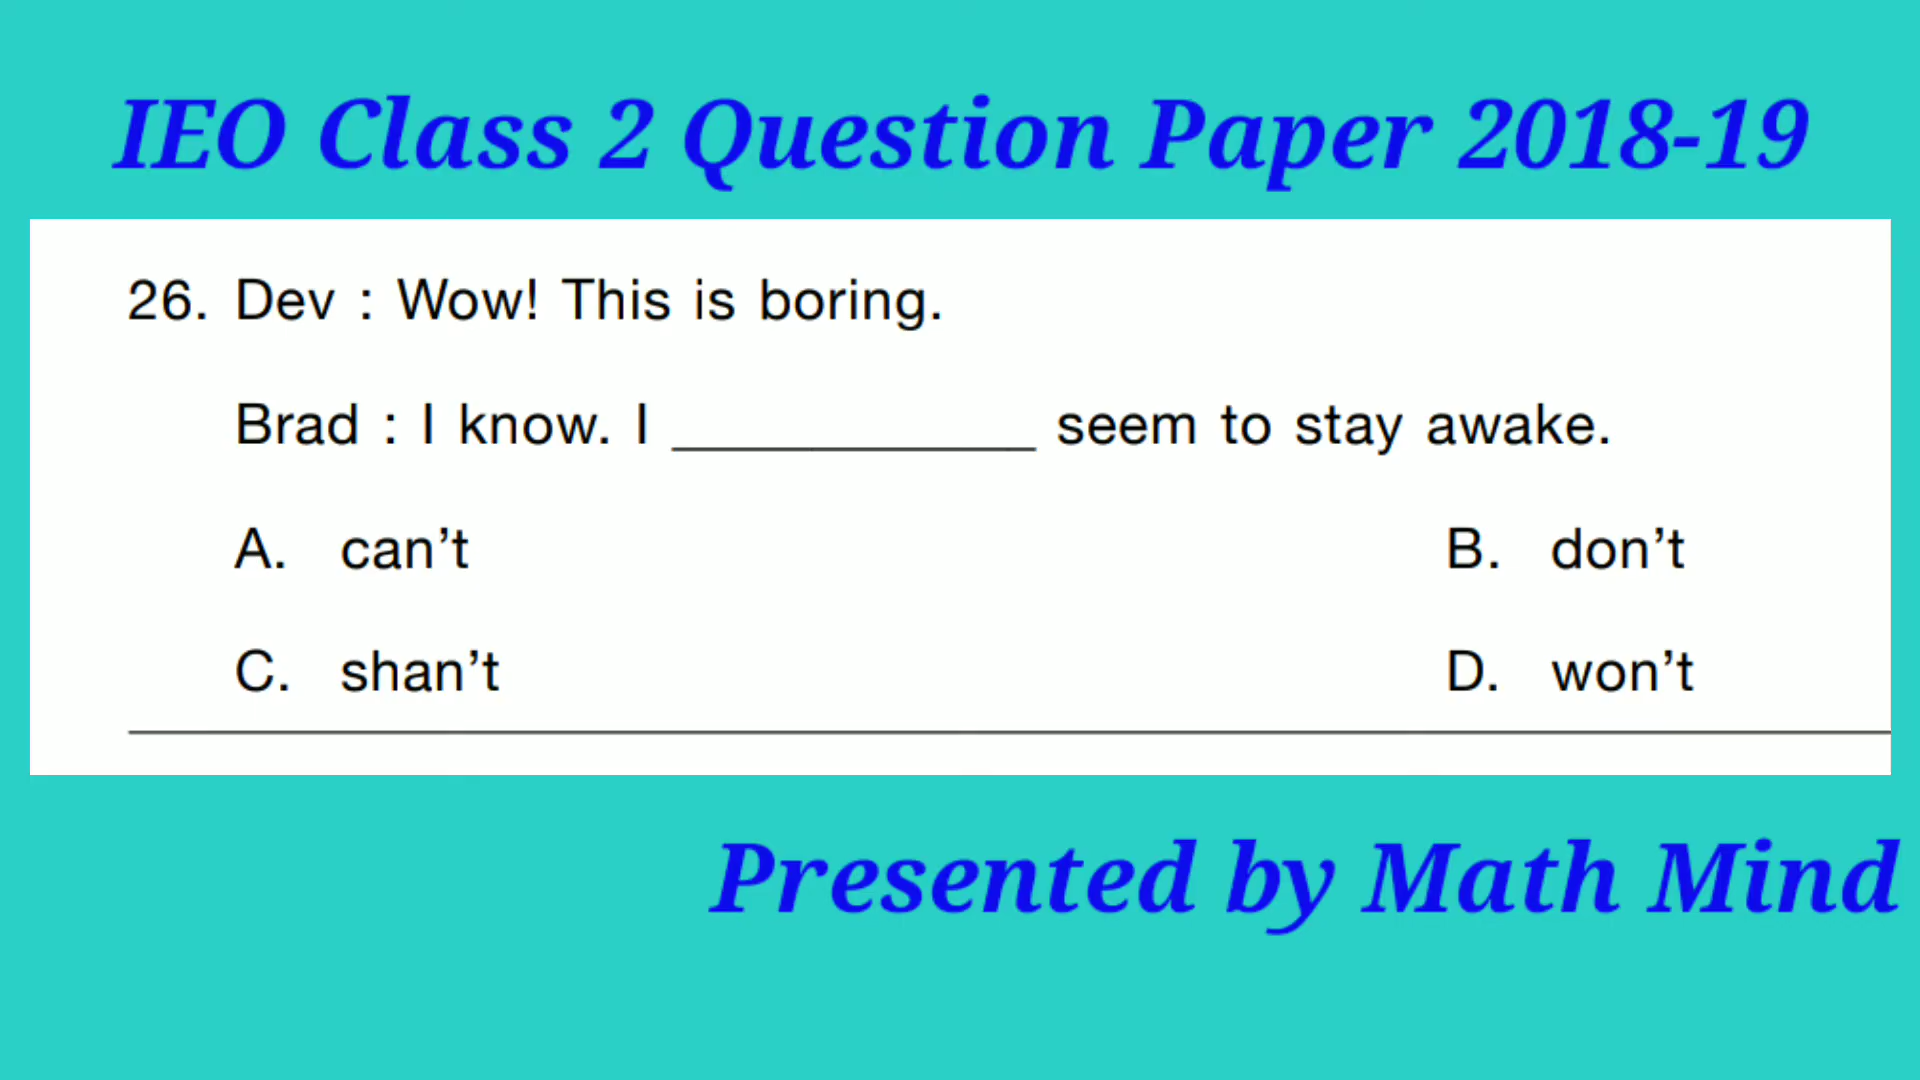 IEO Class 2 Question Paper 2018-19
26. Dev : Wow! This is boring.
Brad : I know. I ____________ seem to stay awake.
A. can’t B. don’t
C. shan’t D. won’t
Presented by Math Mind